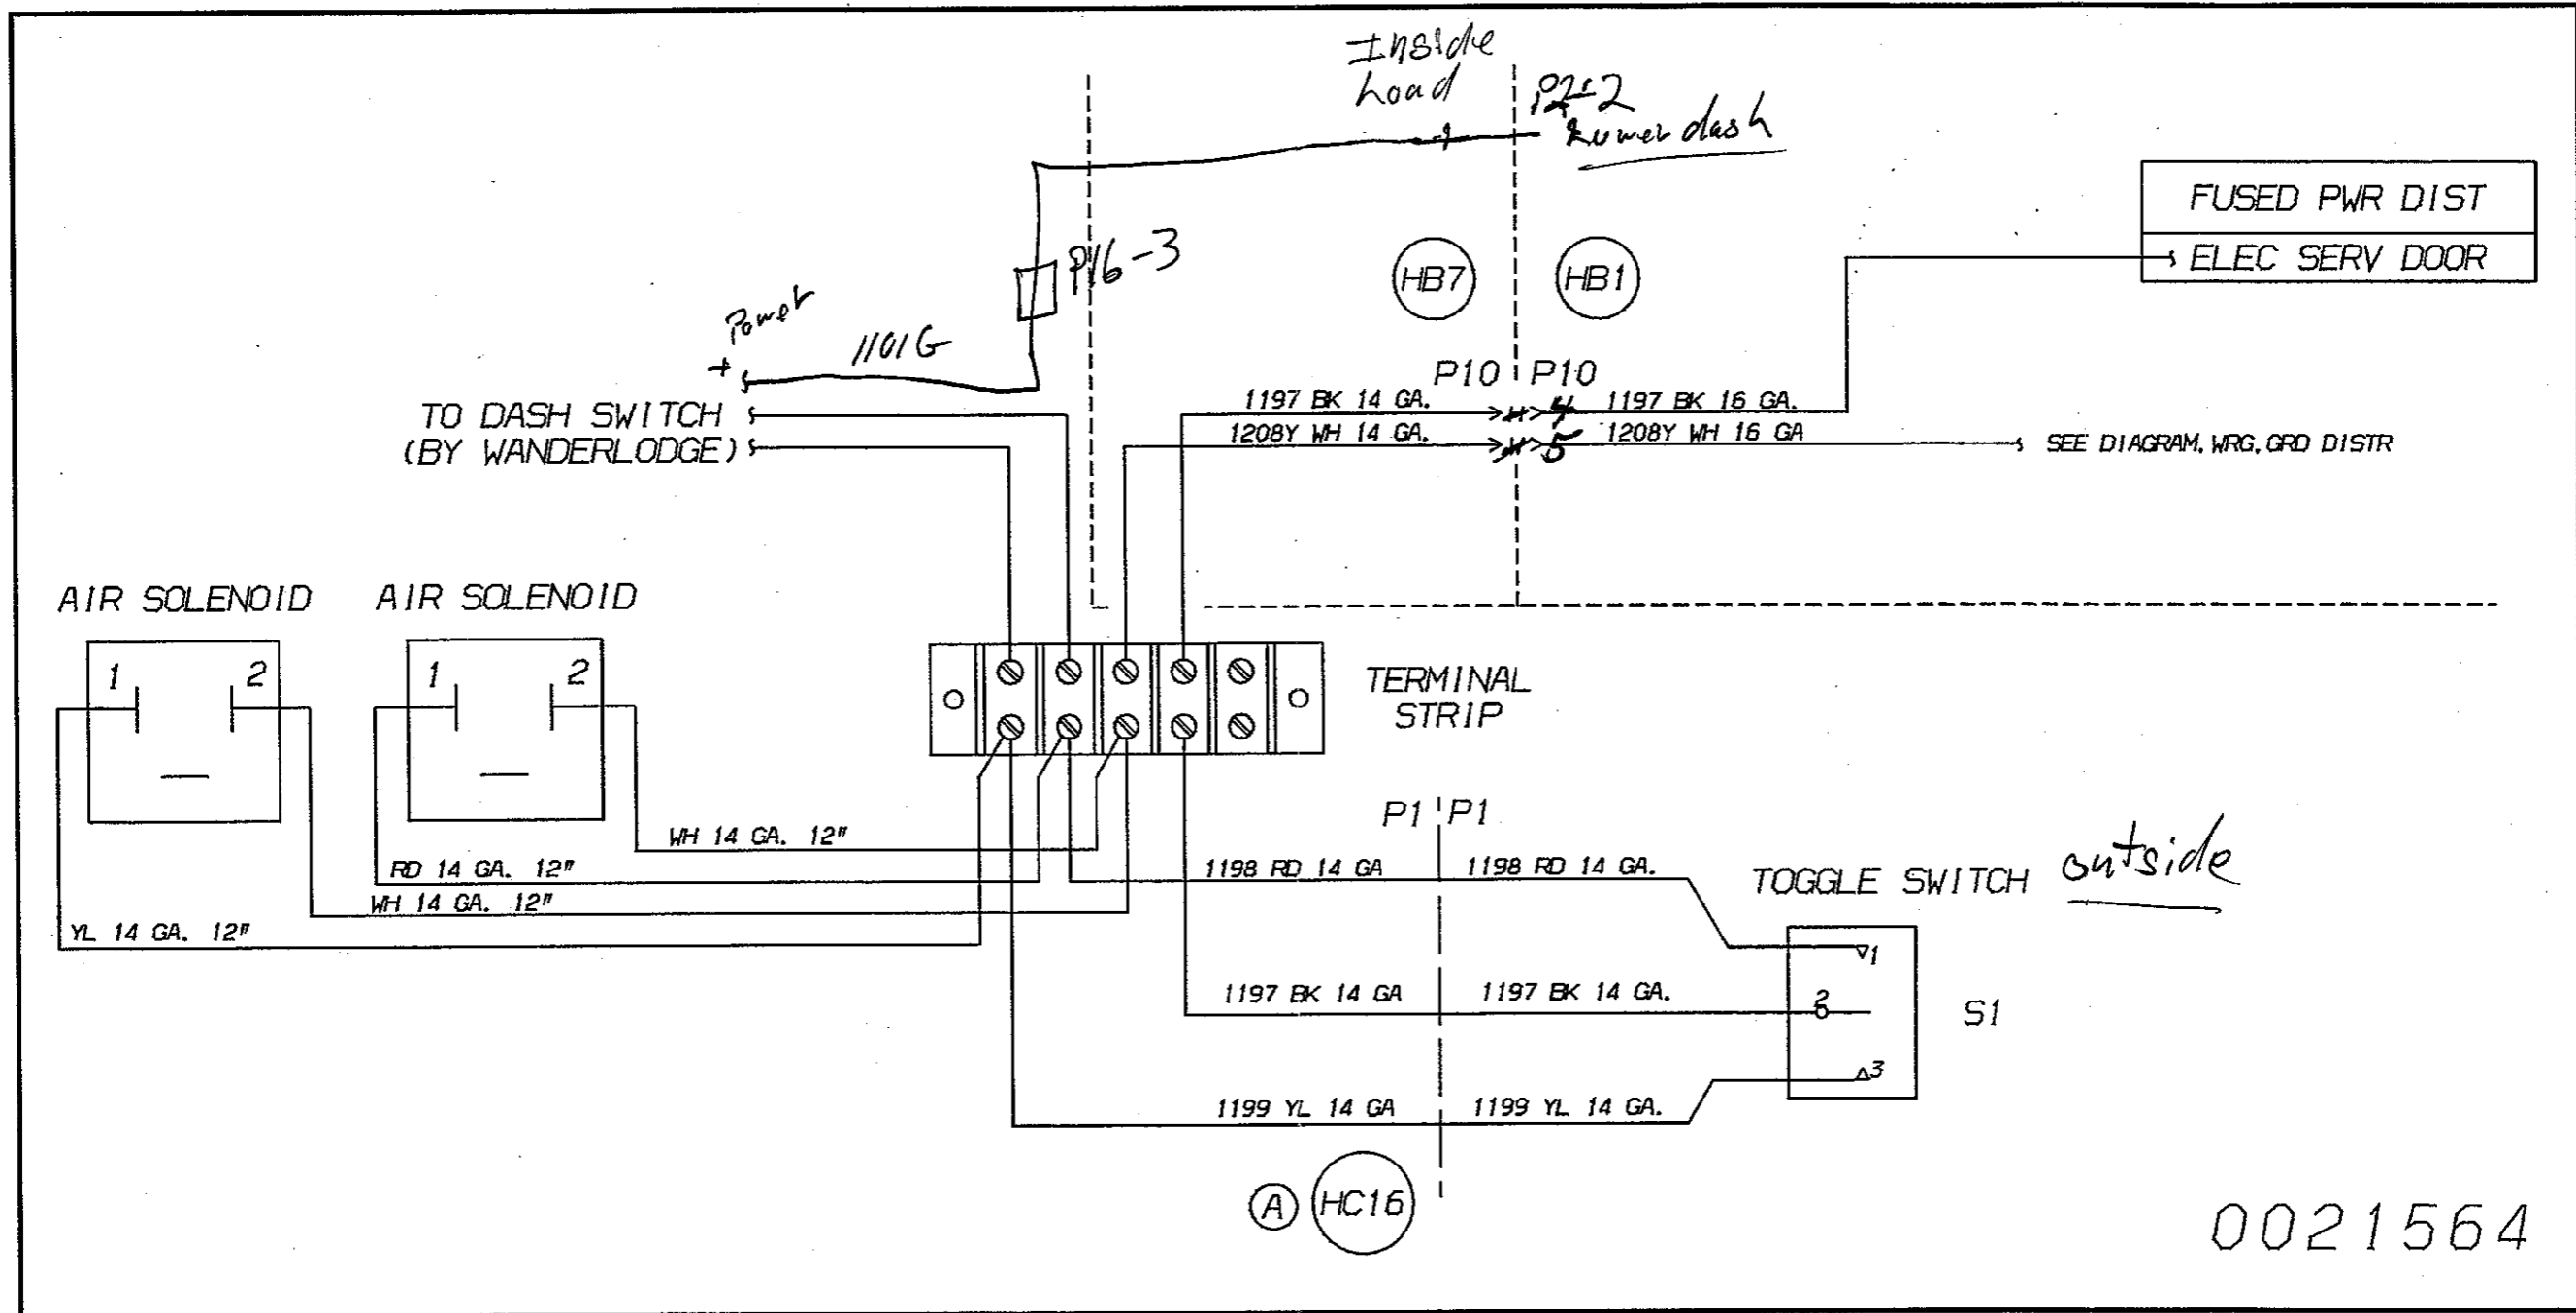 Inside
Load
P2-2
Lower dash
FUSED PWR DIST
ELEC SERV DOOR
HB7
HB1
P16-3
Power
+
1101G
P10 P10
TO DASH SWITCH
(BY WANDERLODGE)
1197 BK 14 GA.
4
1197 BK 16 GA.
1208Y WH 14 GA.
5
1208Y WH 16 GA
SEE DIAGRAM, WRG, GRD DISTR
AIR SOLENOID
AIR SOLENOID
1 2
1 2
TERMINAL
STRIP
P1 P1
WH 14 GA. 12"
RD 14 GA. 12"
WH 14 GA. 12"
YL 14 GA. 12"
1198 RD 14 GA
1198 RD 14 GA.
TOGGLE SWITCH outside
1
1197 BK 14 GA
1197 BK 14 GA.
2
S1
3
1199 YL 14 GA
1199 YL 14 GA.
A
HC16
0021564